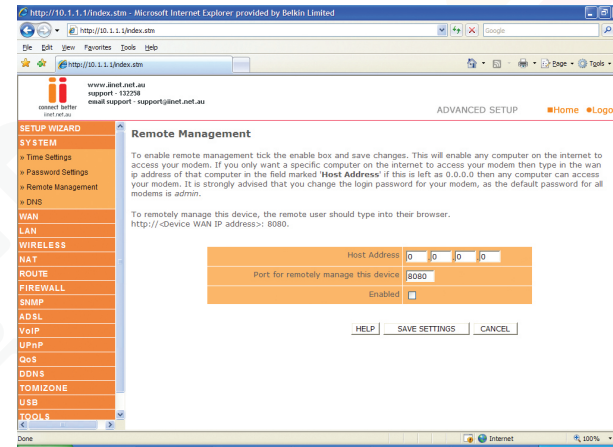 http://10.1.1.1/index.stm - Microsoft Internet Explorer provided by Belkin Limited
http://10.1.1.1/index.stm
Google
File Edit View Favorites Tools Help
http://10.1.1.1/index.stm
Page Tools
www.iinet.net.au
support - 132258
email support - support@iinet.net.au
connect better
iinet.net.au
ADVANCED SETUP
Home
Logo
SETUP WIZARD
SYSTEM
» Time Settings
» Password Settings
» Remote Management
» DNS
WAN
LAN
WIRELESS
NAT
ROUTE
FIREWALL
SNMP
ADSL
VoIP
UPnP
QoS
DDNS
TOMIZONE
USB
TOOLS
Remote Management
To enable remote management tick the enable box and save changes. This will enable any computer on the internet to
access your modem. If you only want a specific computer on the internet to access your modem then type in the wan
ip address of that computer in the field marked 'Host Address' if this is left as 0.0.0.0 then any computer can access
your modem. It is strongly advised that you change the login password for your modem, as the default password for all
modems is admin.
To remotely manage this device, the remote user should type into their browser.
http://<Device WAN IP address>: 8080.
Host Address 0 .0 .0 .0
Port for remotely manage this device 8080
Enabled
HELP SAVE SETTINGS CANCEL
Done
Internet
100%